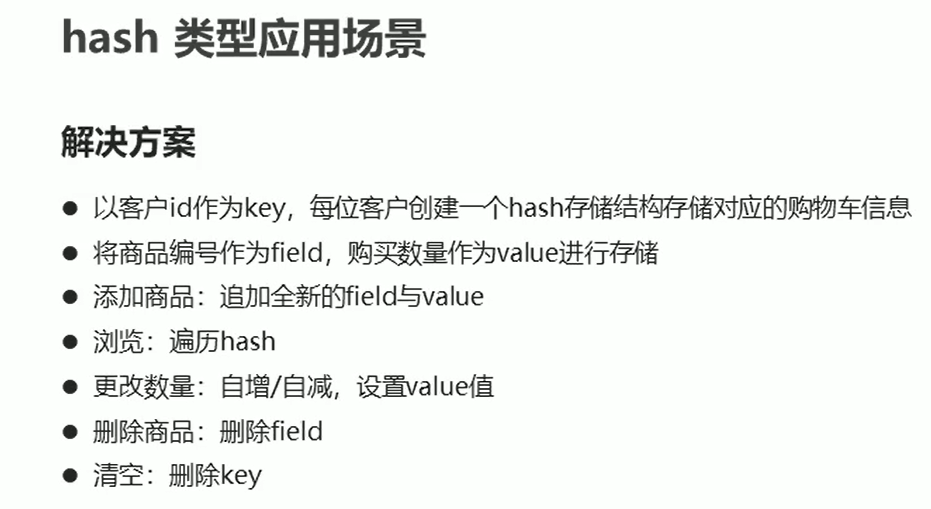 hash 类型应用场景
解决方案
● 以客户id作为key，每位客户创建一个hash存储结构存储对应的购物车信息
● 将商品编号作为field，购买数量作为value进行存储
● 添加商品：追加全新的field与value
● 浏览：遍历hash
● 更改数量：自增/自减，设置value值
● 删除商品：删除field
● 清空：删除key